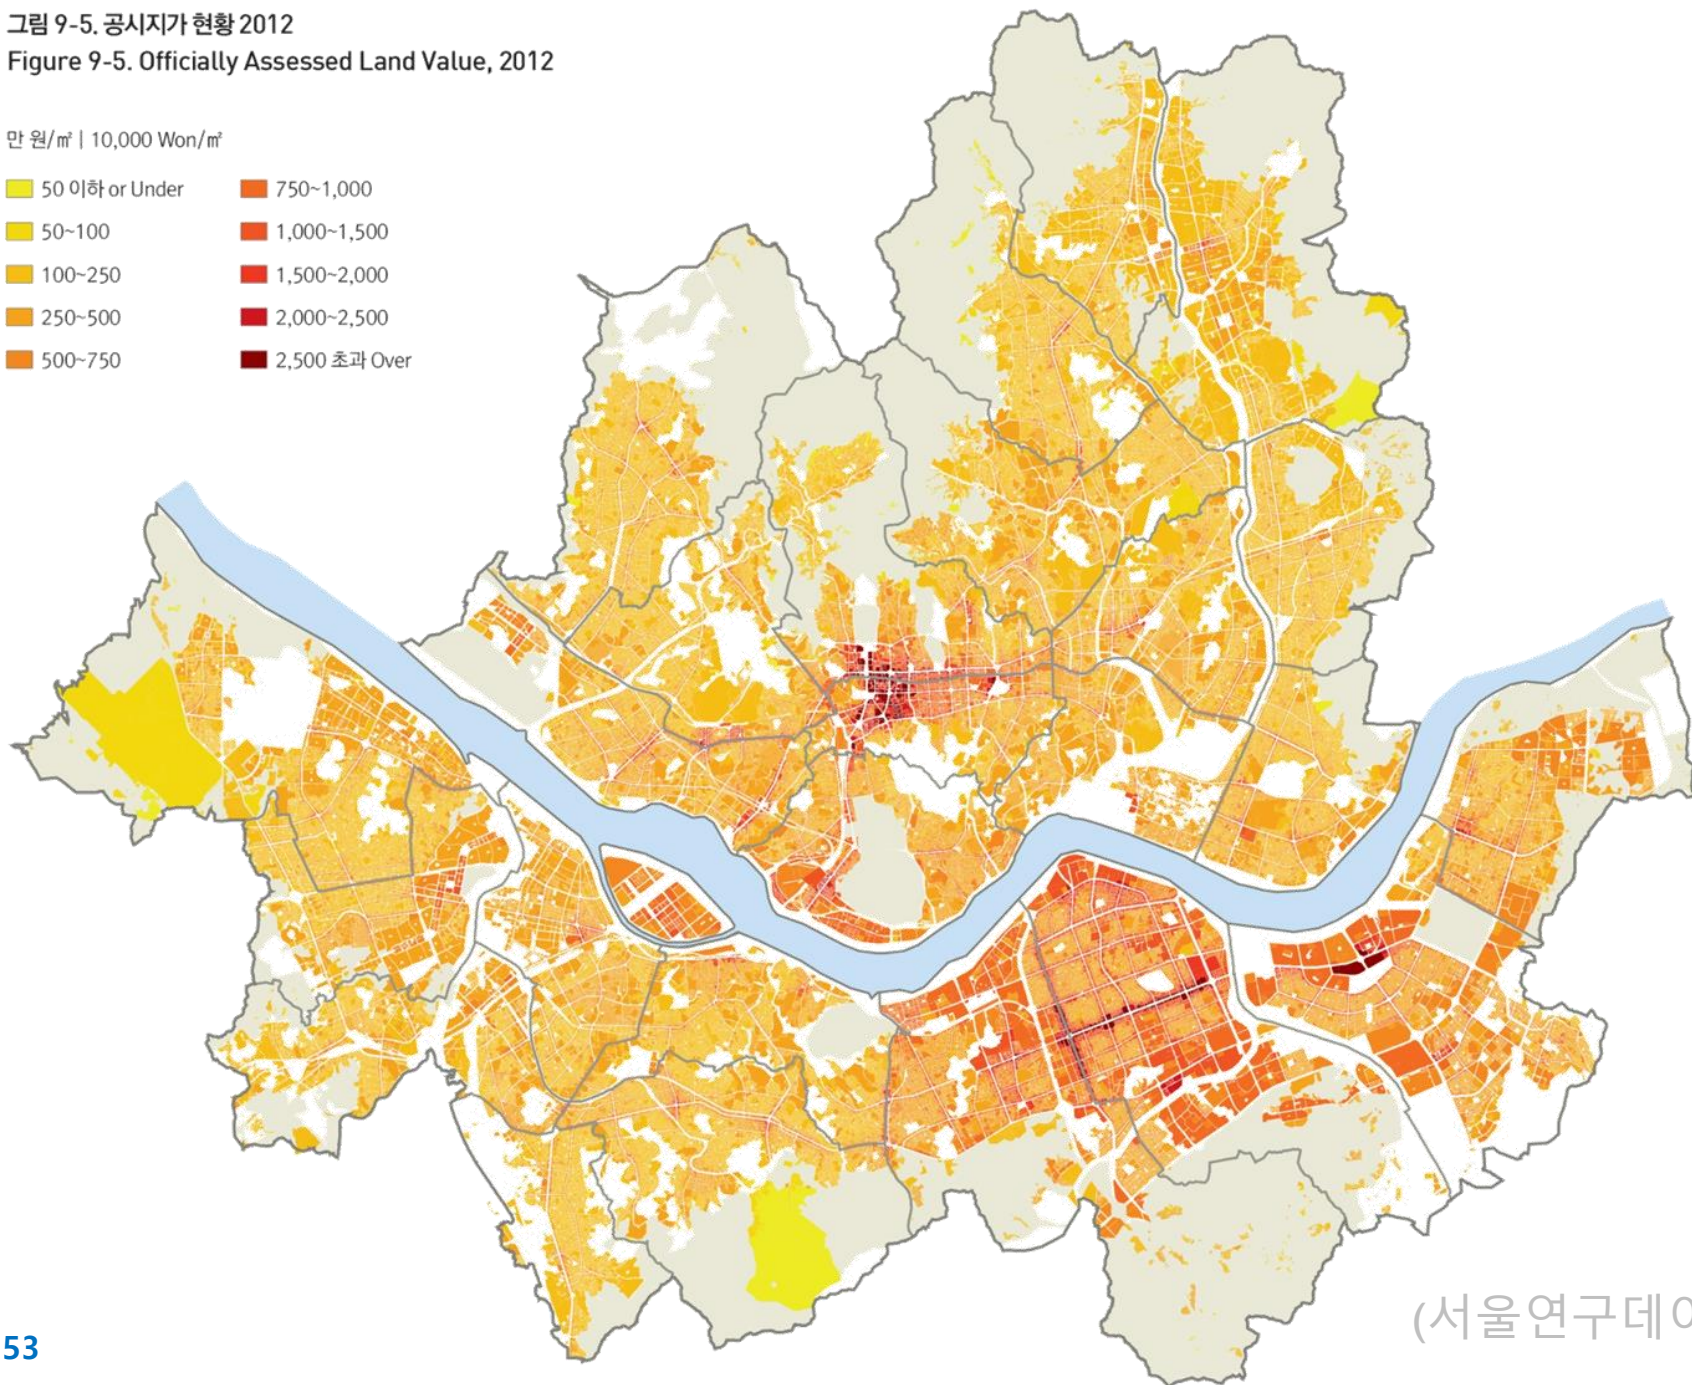 그림 9-5. 공시지가 현황 2012
Figure 9-5. Officially Assessed Land Value, 2012
만 원/㎡ | 10,000 Won/㎡
50 이하 or Under
50~100
100~250
250~500
500~750
750~1,000
1,000~1,500
1,500~2,000
2,000~2,500
2,500 초과 Over
(서울연구데이
53